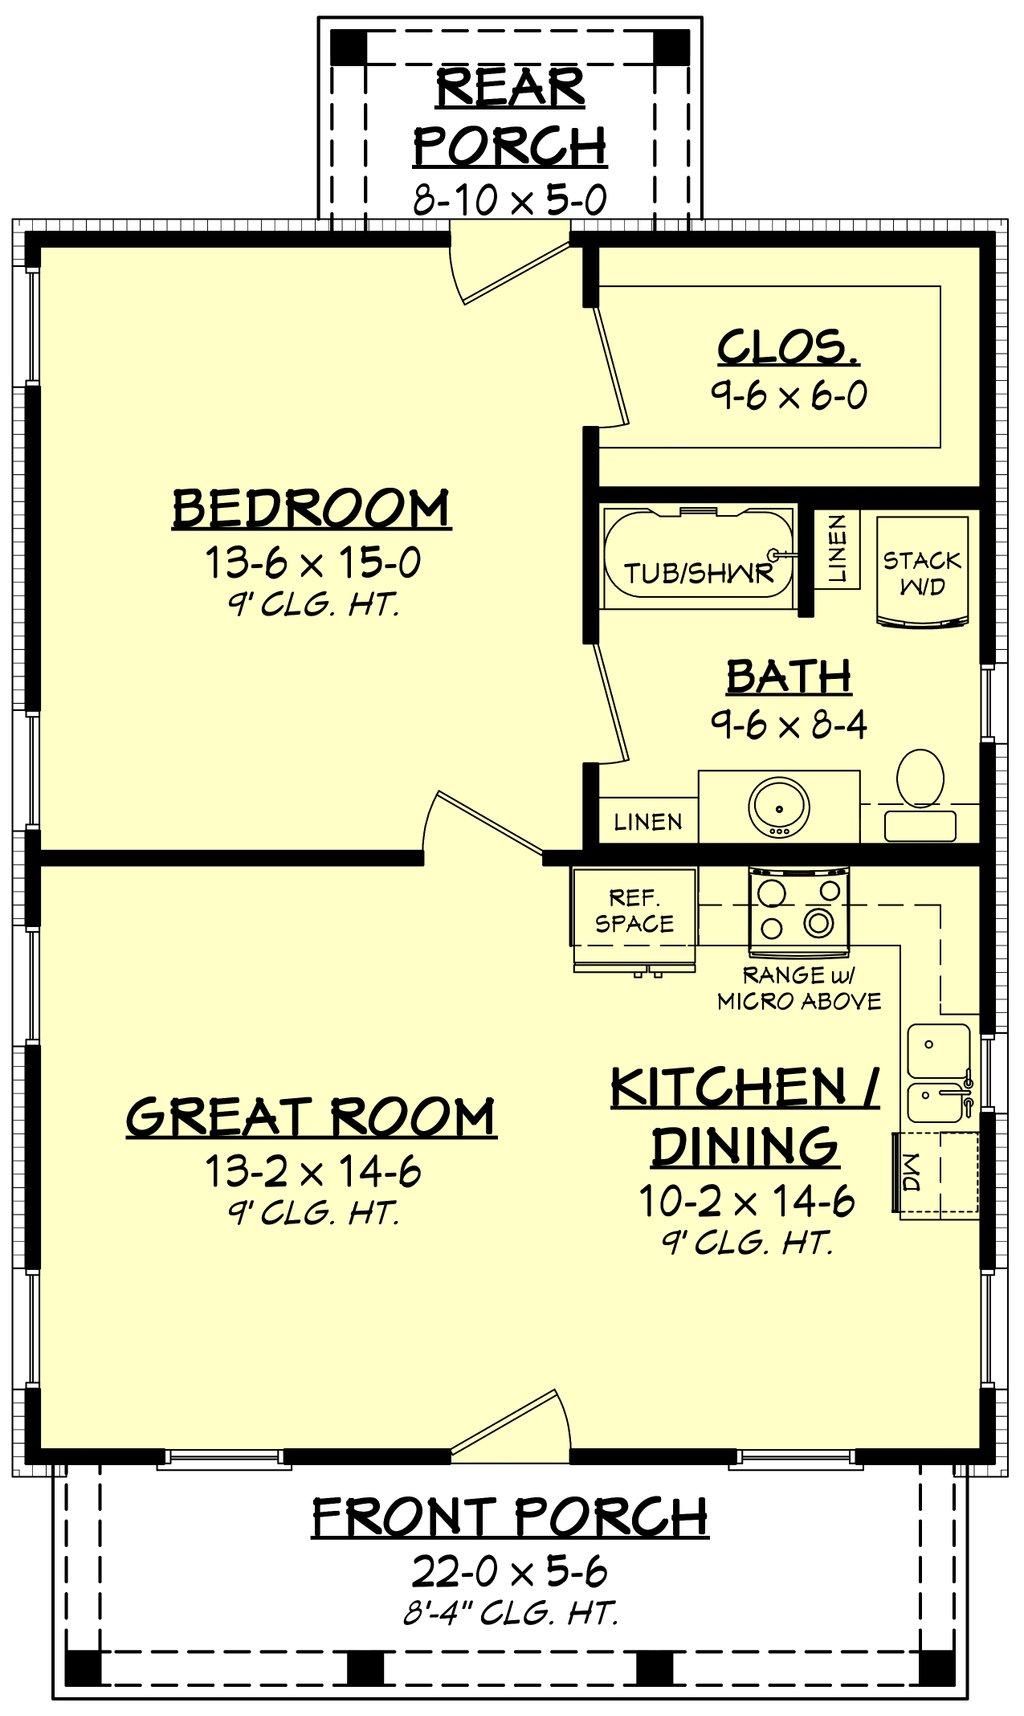 REAR
PORCH
8-10 x 5-0
CLOS.
9-6 x 6-0
BEDROOM
13-6 x 15-0
9' CLG. HT.
TUB/SHWR
LINEN
STACK
W/D
BATH
9-6 x 8-4
LINEN
REF.
SPACE
RANGE w/
MICRO ABOVE
KITCHEN /
DINING
10-2 x 14-6
9' CLG. HT.
DW
GREAT ROOM
13-2 x 14-6
9' CLG. HT.
FRONT PORCH
22-0 x 5-6
8'-4" CLG. HT.